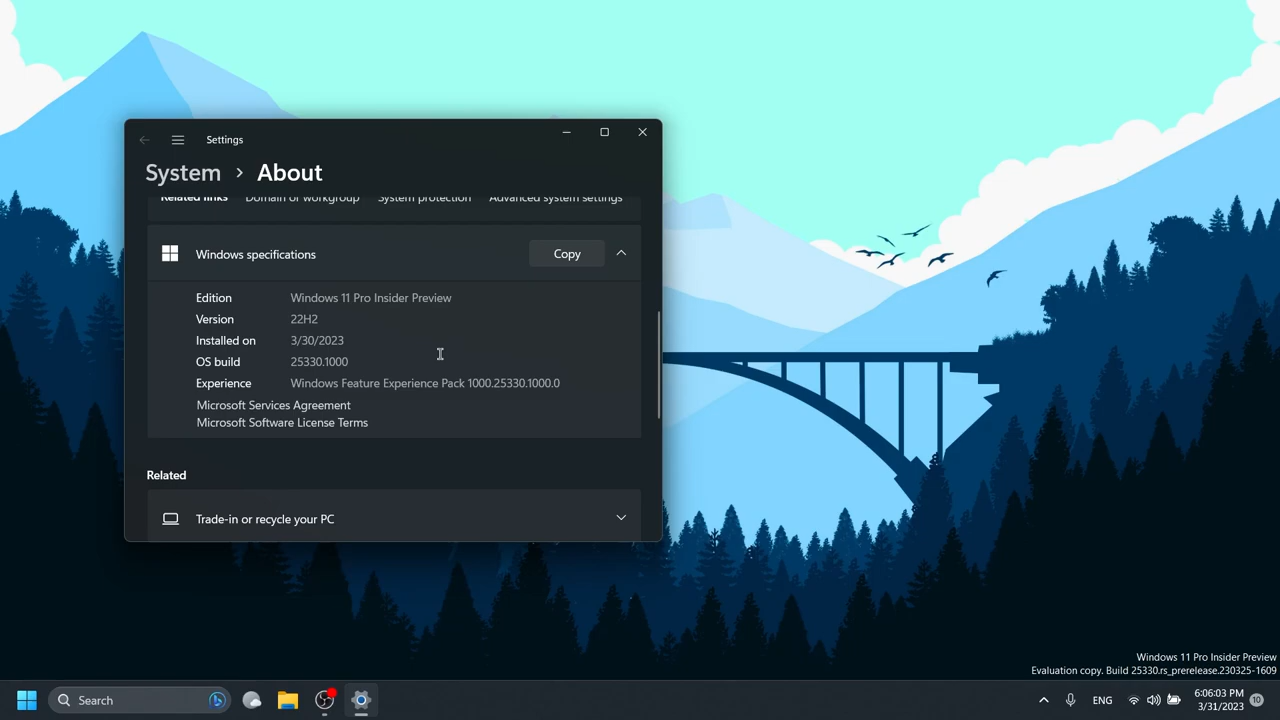 Settings
System > About
Related links Domain or workgroup System protection Advanced system settings
Windows specifications
Copy
Edition Windows 11 Pro Insider Preview
Version 22H2
Installed on 3/30/2023
OS build 25330.1000
Experience Windows Feature Experience Pack 1000.25330.1000.0
Microsoft Services Agreement
Microsoft Software License Terms
Related
Trade-in or recycle your PC
Windows 11 Pro Insider Preview
Evaluation copy. Build 25330.rs_prerelease.230325-1609
Search
ENG
6:06:03 PM
3/31/2023
10